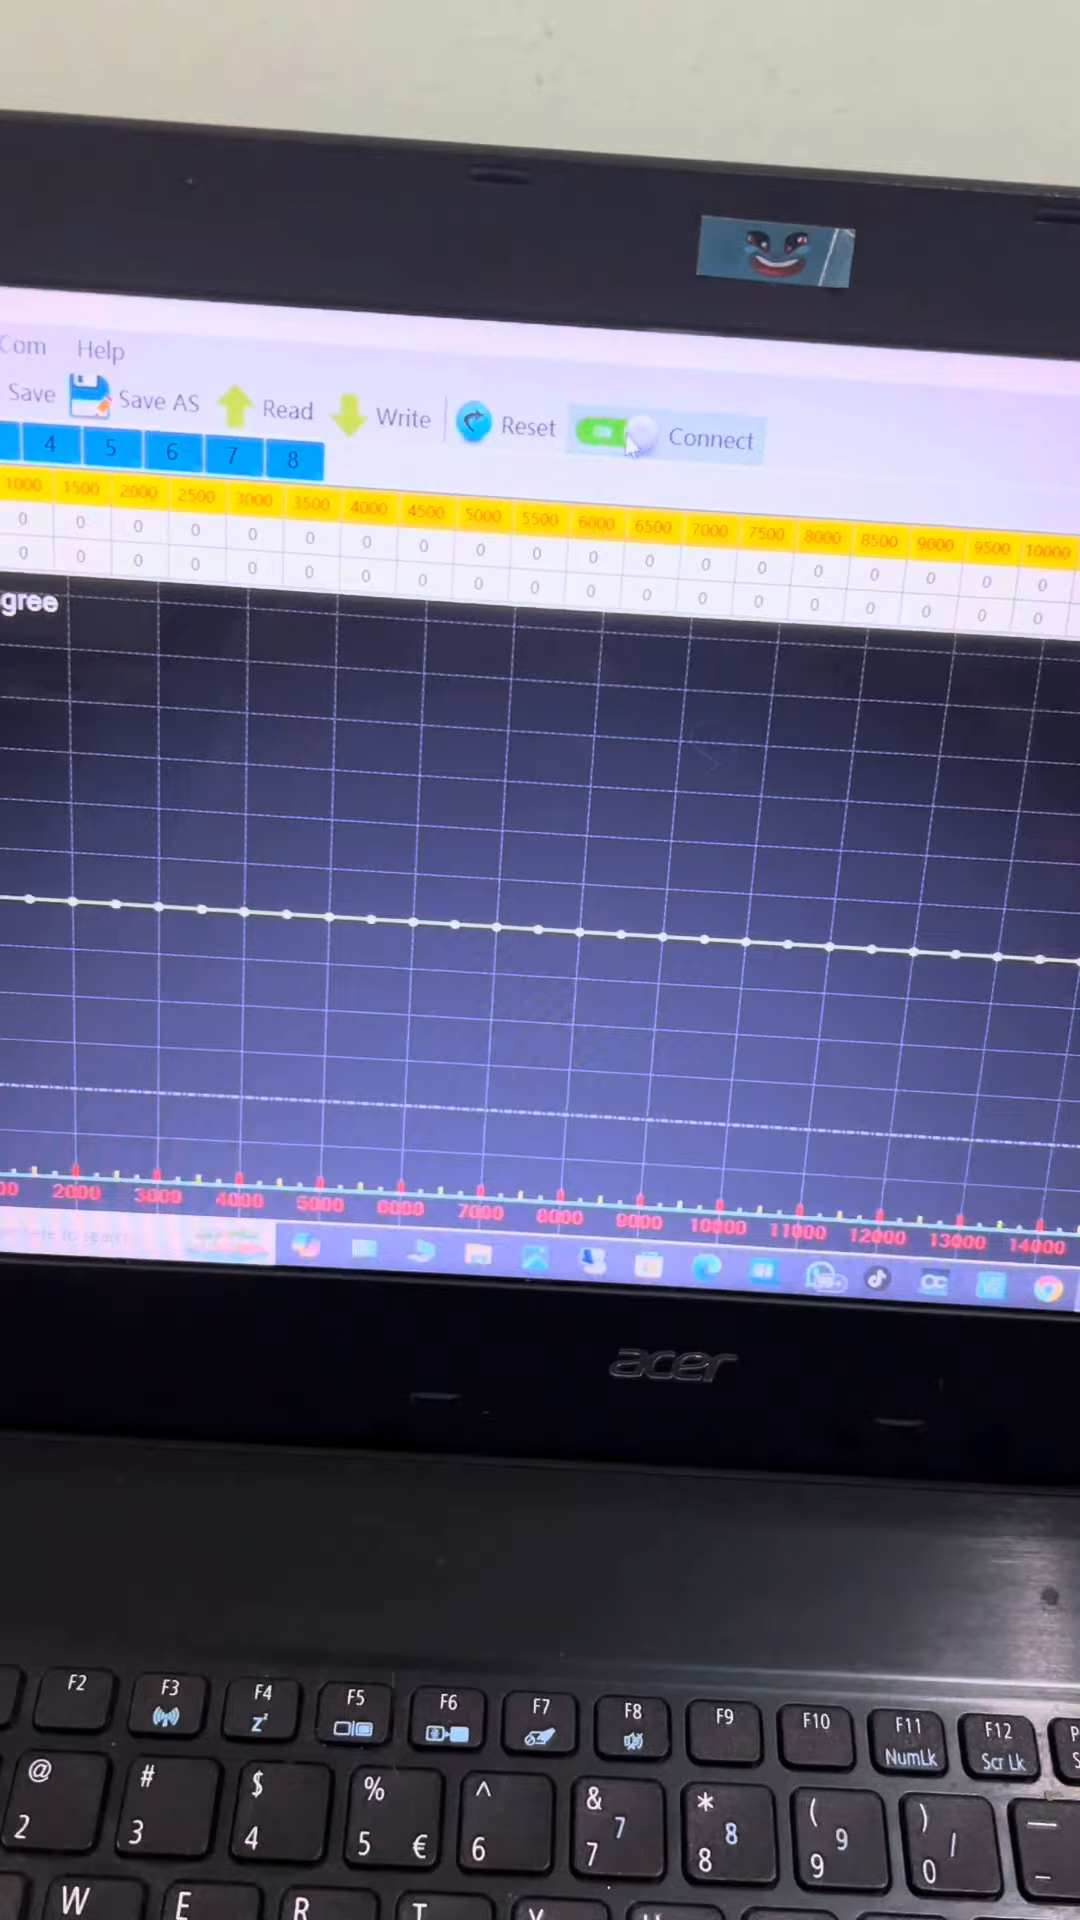 Com Help
Save Save AS Read Write Reset ON Connect
4 5 6 7 8
1000 1500 2000 2500 3000 3500 4000 4500 5000 5500 6000 6500 7000 7500 8000 8500 9000 9500 10000
0 0 0 0 0 0 0 0 0 0 0 0 0 0 0 0 0 0 0
0 0 0 0 0 0 0 0 0 0 0 0 0 0 0 0 0 0 0
gree
00 2000 3000 4000 5000 6000 7000 8000 9000 10000 11000 12000 13000 14000
here to search
acer
F2 F3 F4 F5 F6 F7 F8 F9 F10 F11 F12
Z NumLk Scr Lk
@ # $ % ^ & * ( )
2 3 4 5 € 6 7 7 8 8 9 9 0 /
W E R T